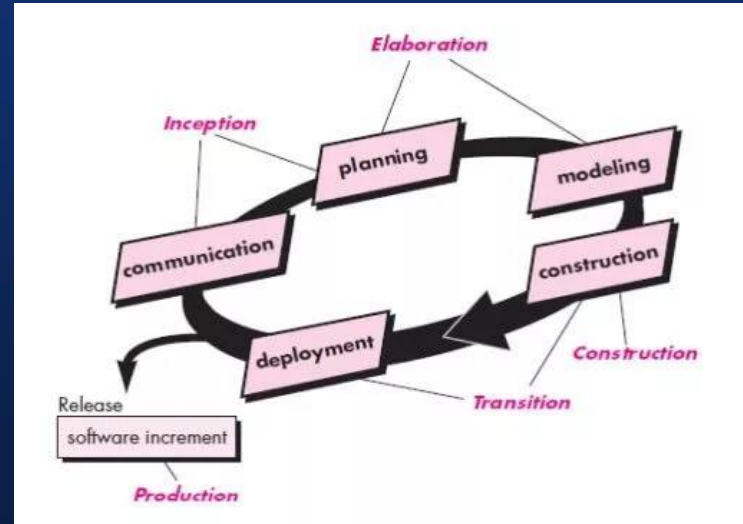 Elaboration
Inception
planning
modeling
communication
construction
deployment
Construction
Transition
Release
software increment
Production